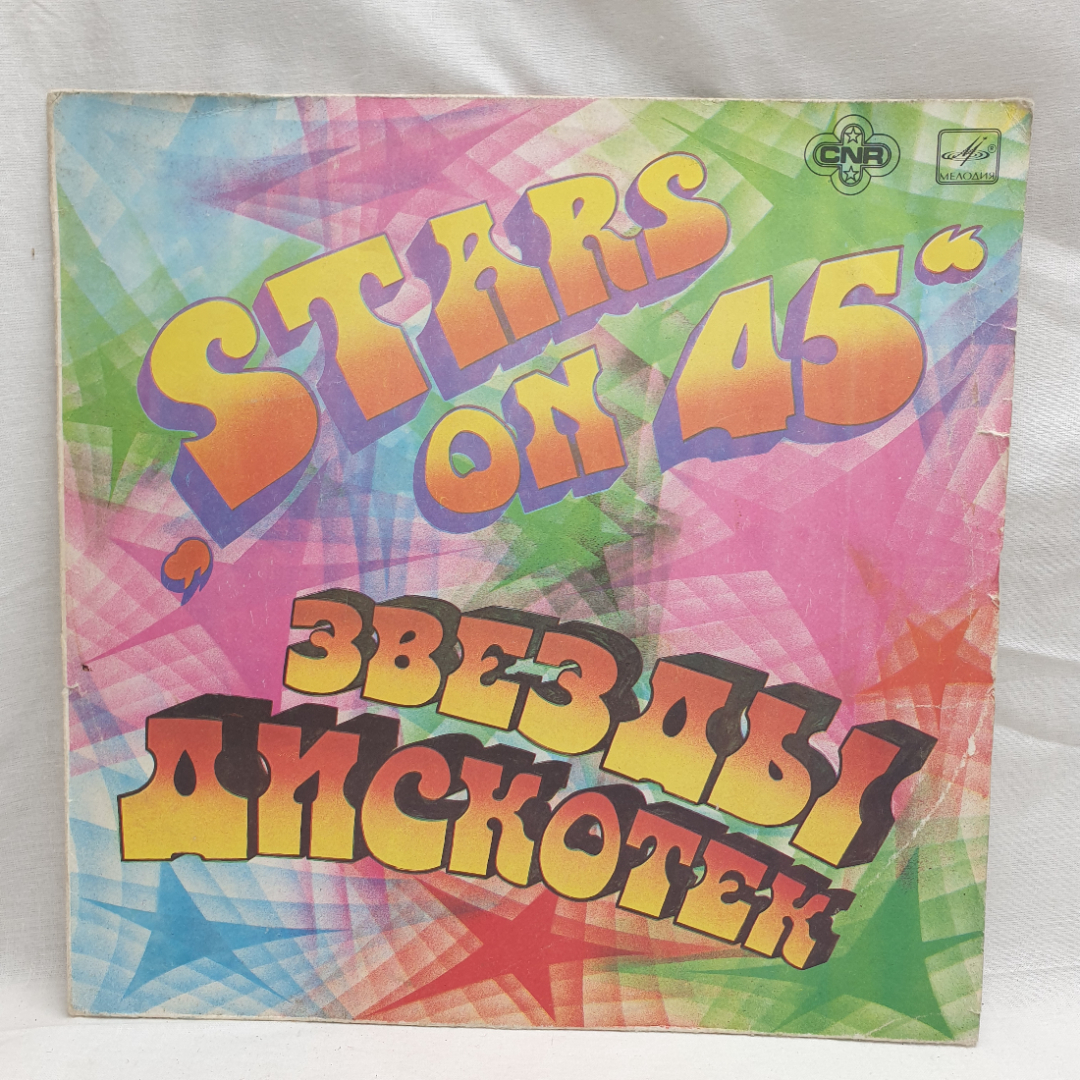 CNR
МЕЛОДИЯ
„STARS
ON 45“
ЗВЕЗДЫ
ДИСКОТЕК